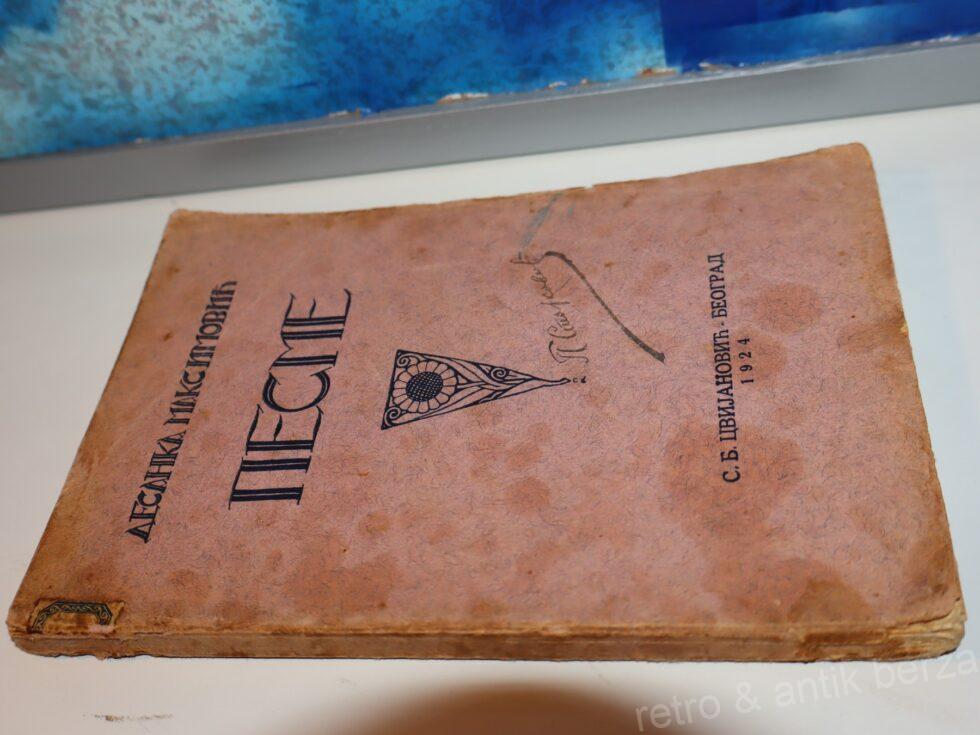 ДЕСАНКА МАКСИМОВИЋ
ПЕСМЕ
С. Б. ЦВИЈАНОВИЋ - БЕОГРАД
1924
retro & antik berza